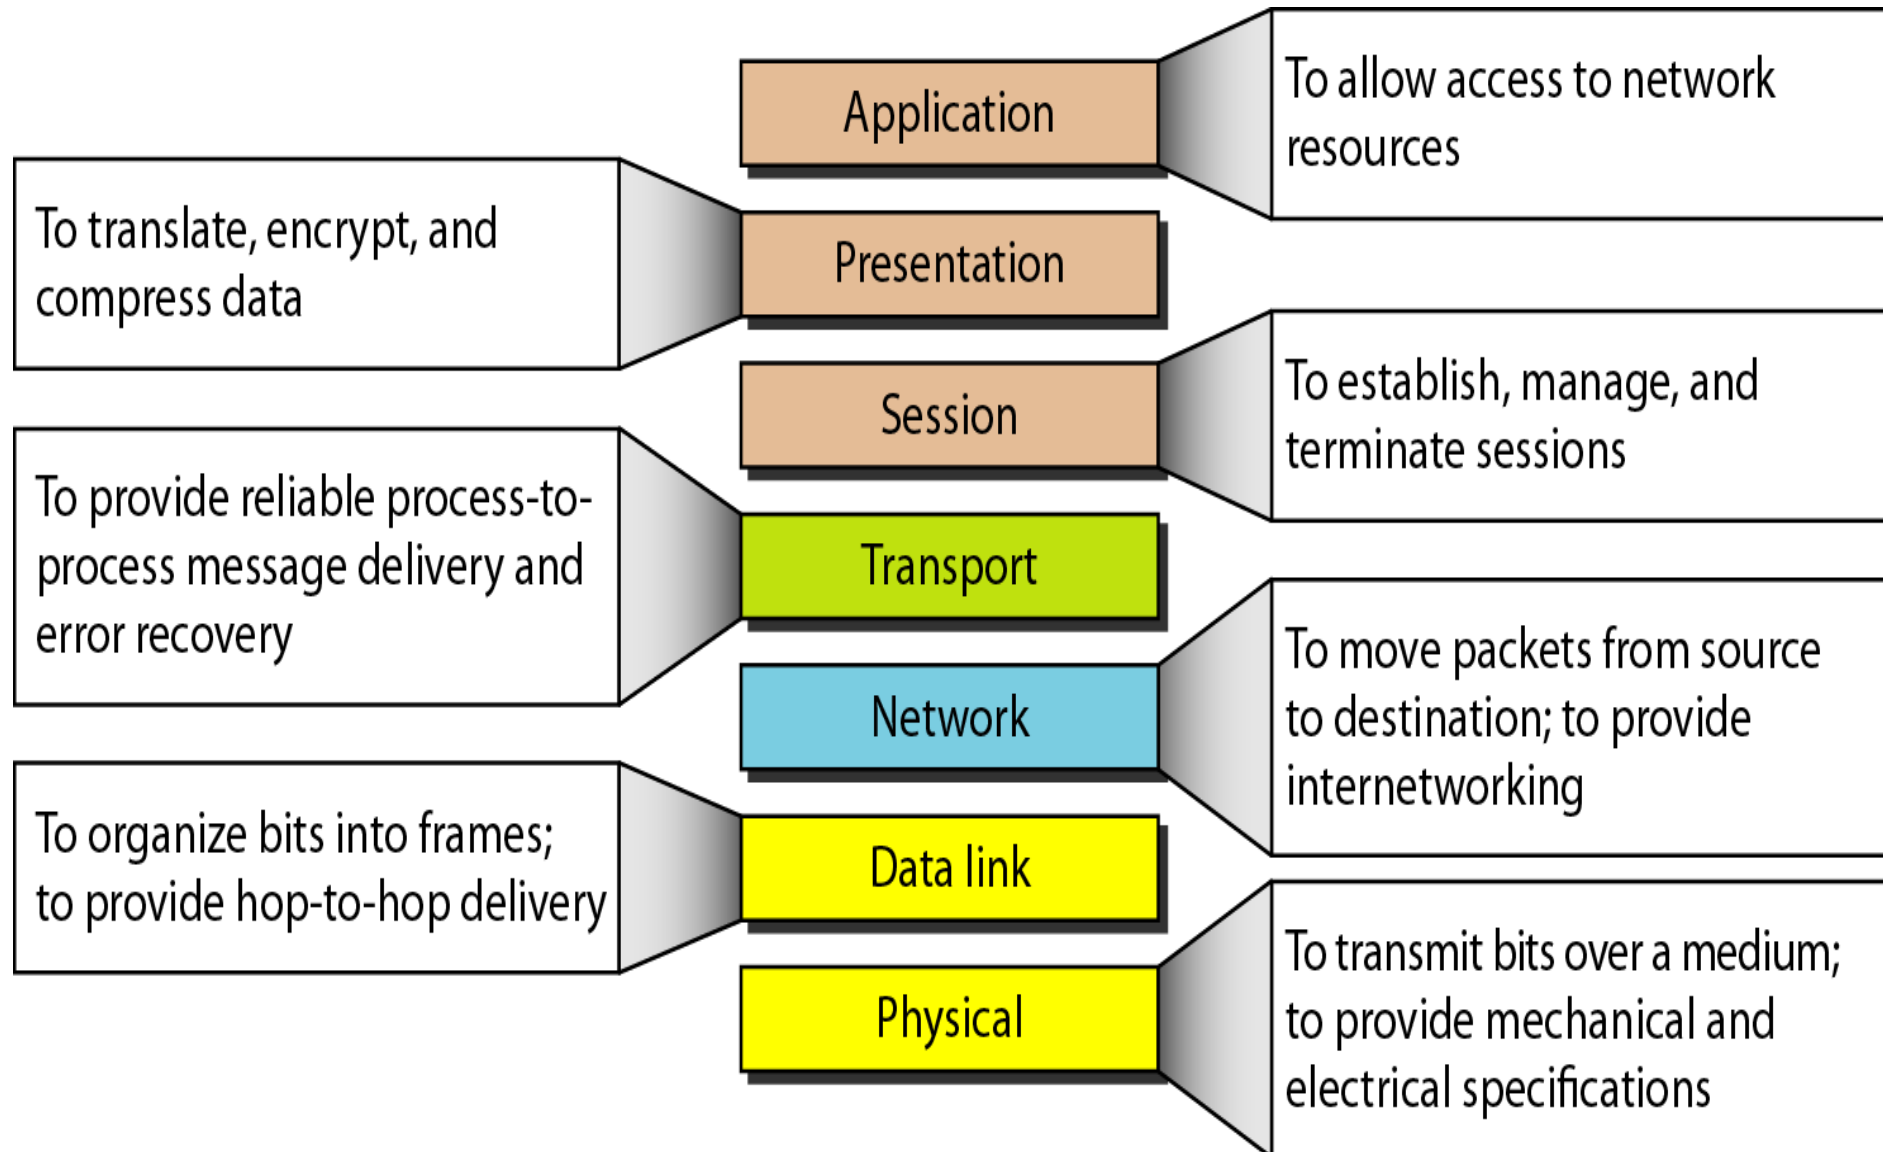 Application
To allow access to network
resources
To translate, encrypt, and
compress data
Presentation
Session
To establish, manage, and
terminate sessions
To provide reliable process-to-
process message delivery and
error recovery
Transport
Network
To move packets from source
to destination; to provide
internetworking
To organize bits into frames;
to provide hop-to-hop delivery
Data link
Physical
To transmit bits over a medium;
to provide mechanical and
electrical specifications